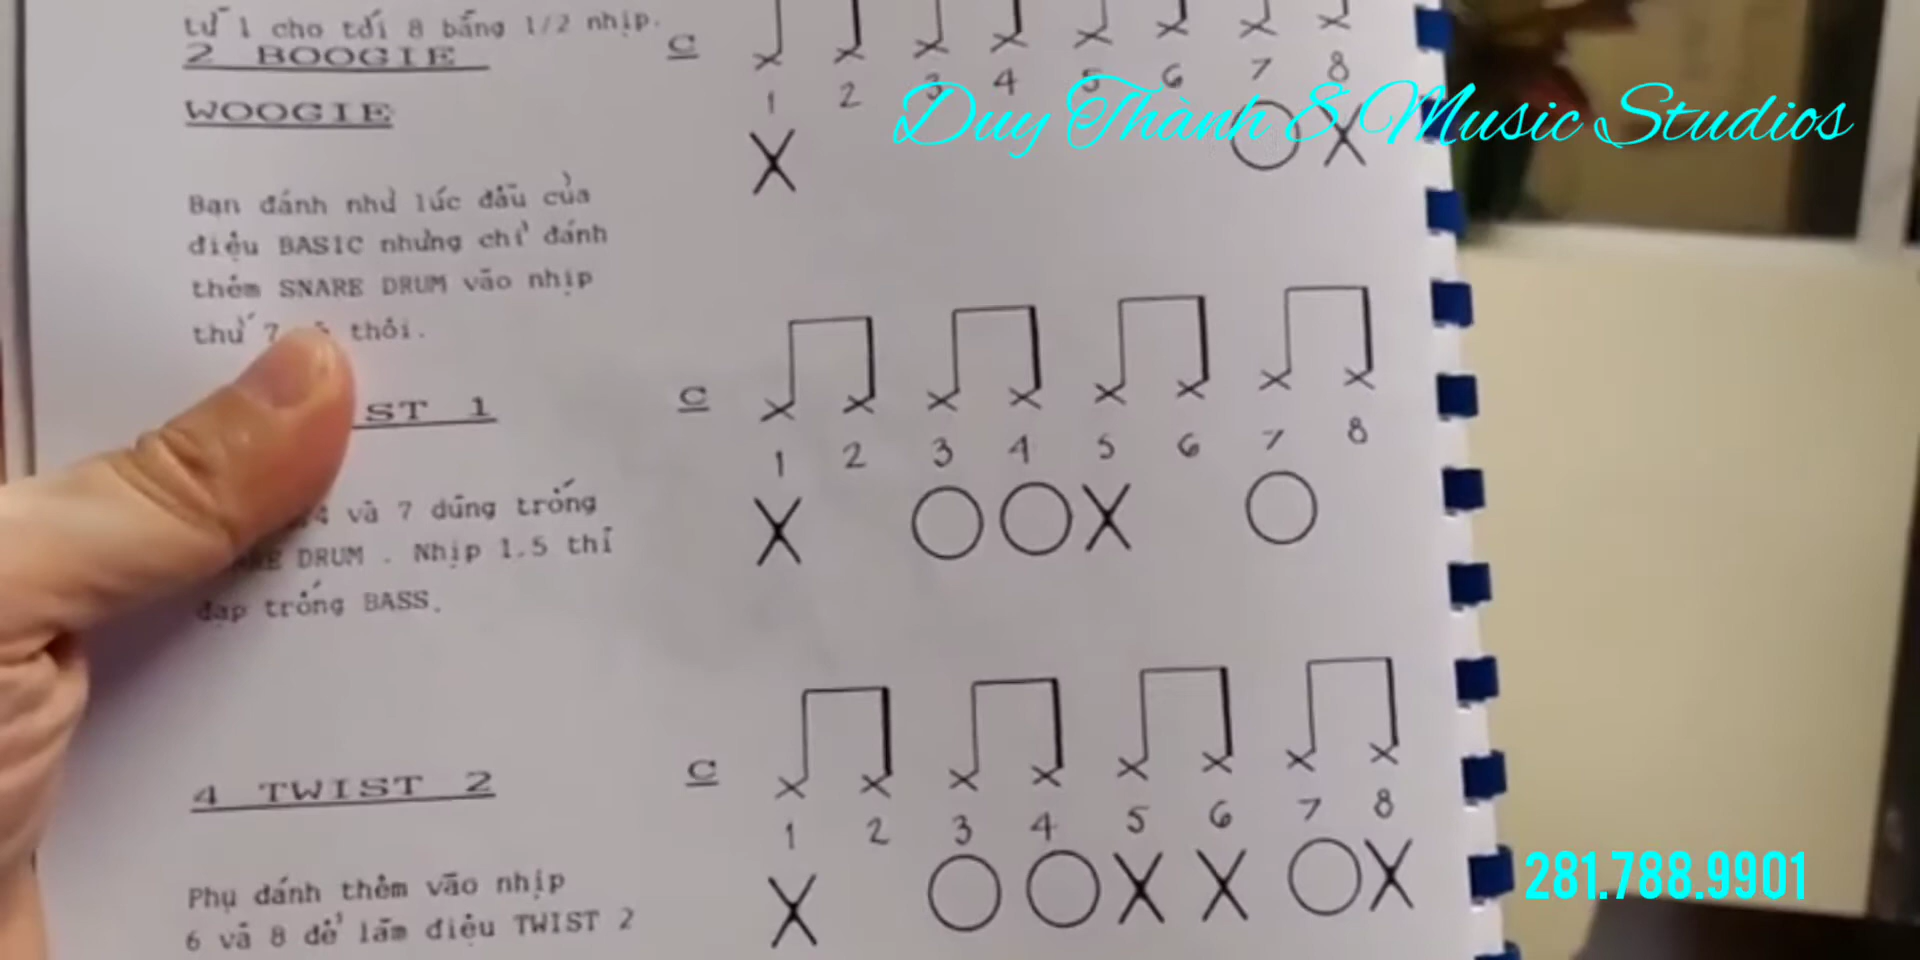 từ 1 cho tới 8 bằng 1/2 nhịp.
2 BOOGIE
WOOGIE
Bạn đánh như lúc đầu của
điệu BASIC nhưng chỉ đánh
thêm SNARE DRUM vào nhịp
thứ 7 thôi.
C
1 2 3 4 5 6 7 8
X O X
Duy Thành & Music Studios
ST 1
4 và 7 dùng trống
DRUM . Nhịp 1.5 thì
đạp trống BASS.
C
1 2 3 4 5 6 7 8
X O O X O
4 TWIST 2
Phụ đánh thêm vào nhịp
6 và 8 để làm điệu TWIST 2
C
1 2 3 4 5 6 7 8
X O O X X O X
281.788.9901